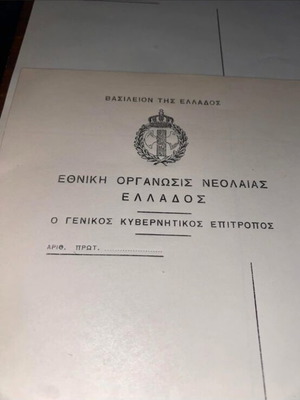 ΒΑΣΙΛΕΙΟΝ ΤΗΣ ΕΛΛΑΔΟΣ
ΕΘΝΙΚΗ ΟΡΓΑΝΩΣΙΣ ΝΕΟΛΑΙΑΣ
ΕΛΛΑΔΟΣ
Ο ΓΕΝΙΚΟΣ ΚΥΒΕΡΝΗΤΙΚΟΣ ΕΠΙΤΡΟΠΟΣ
ΑΡΙΘ. ΠΡΩΤ.